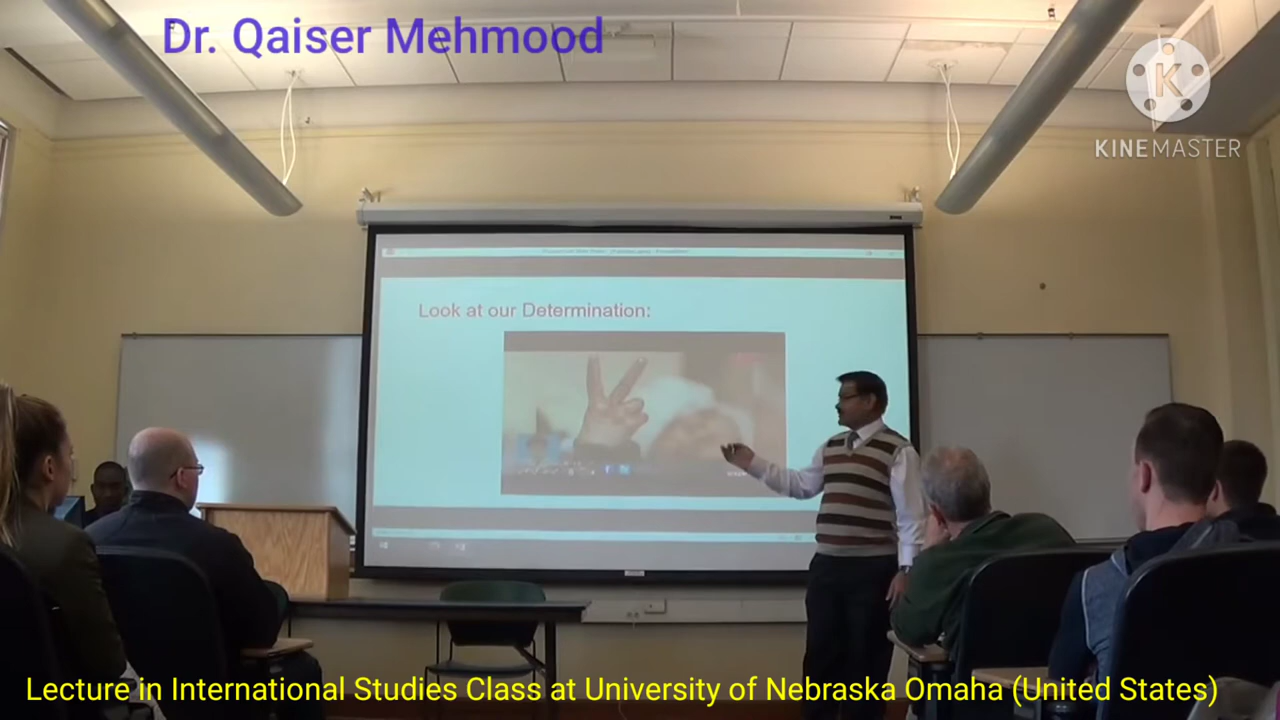 Dr. Qaiser Mehmood
K
KINEMASTER
Look at our Determination:
Lecture in International Studies Class at University of Nebraska Omaha (United States)